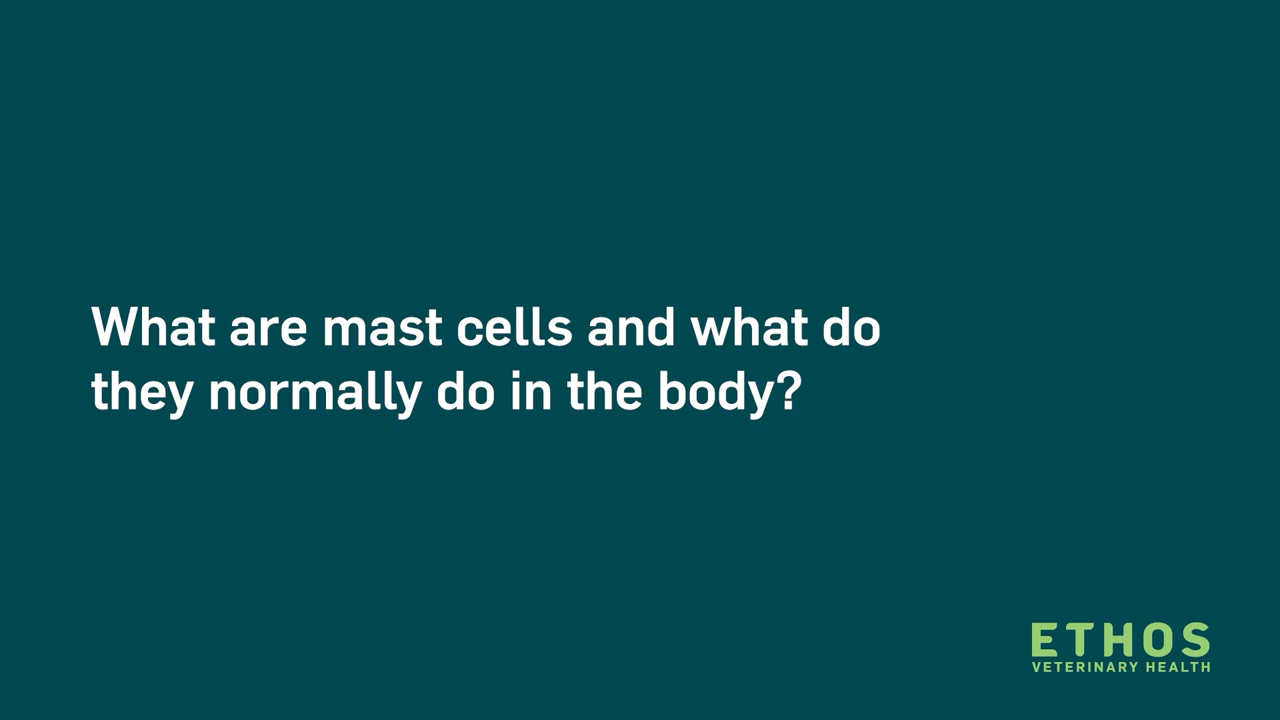 What are mast cells and what do
they normally do in the body?
ETHOS
VETERINARY HEALTH